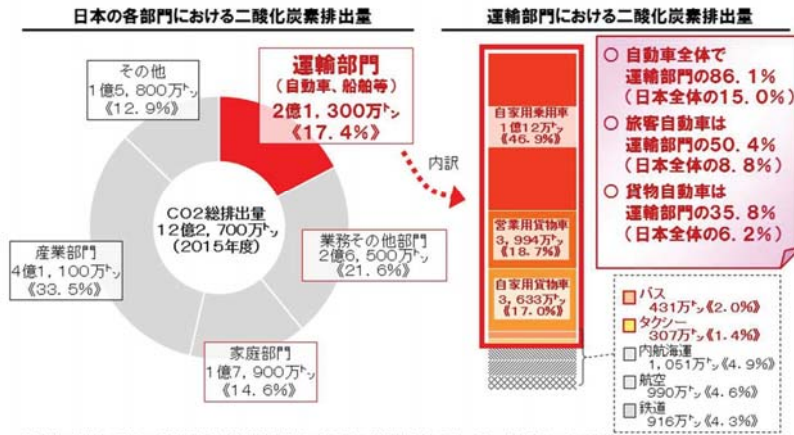 日本の各部門における二酸化炭素排出量
その他
1億5, 800万㌧
《12. 9%》
運輸部門
(自動車、船舶等)
2億1, 300万㌧
《17. 4%》
内訳
CO2総排出量
12億2, 700万㌧
(2015年度)
産業部門
4億1, 100万㌧
《33. 5%》
業務その他部門
2億6, 500万㌧
《21. 6%》
家庭部門
1億7, 900万㌧
《14. 6%》
運輸部門における二酸化炭素排出量
自家用乗用車
1億12万㌧
《46. 9%》
営業用貨物車
3, 994万㌧
《18. 7%》
自家用貨物車
3, 633万㌧
《17. 0%》
○ 自動車全体で
運輸部門の86. 1%
(日本全体の15. 0%)
○ 旅客自動車は
運輸部門の50. 4%
(日本全体の8. 8%)
○ 貨物自動車は
運輸部門の35. 8%
(日本全体の6. 2%)
バス
431万㌧《2. 0%》
タクシー
307万㌧《1. 4%》
内航海運
1, 051万㌧《4. 9%》
航空
990万㌧《4. 6%》
鉄道
916万㌧《4. 3%》